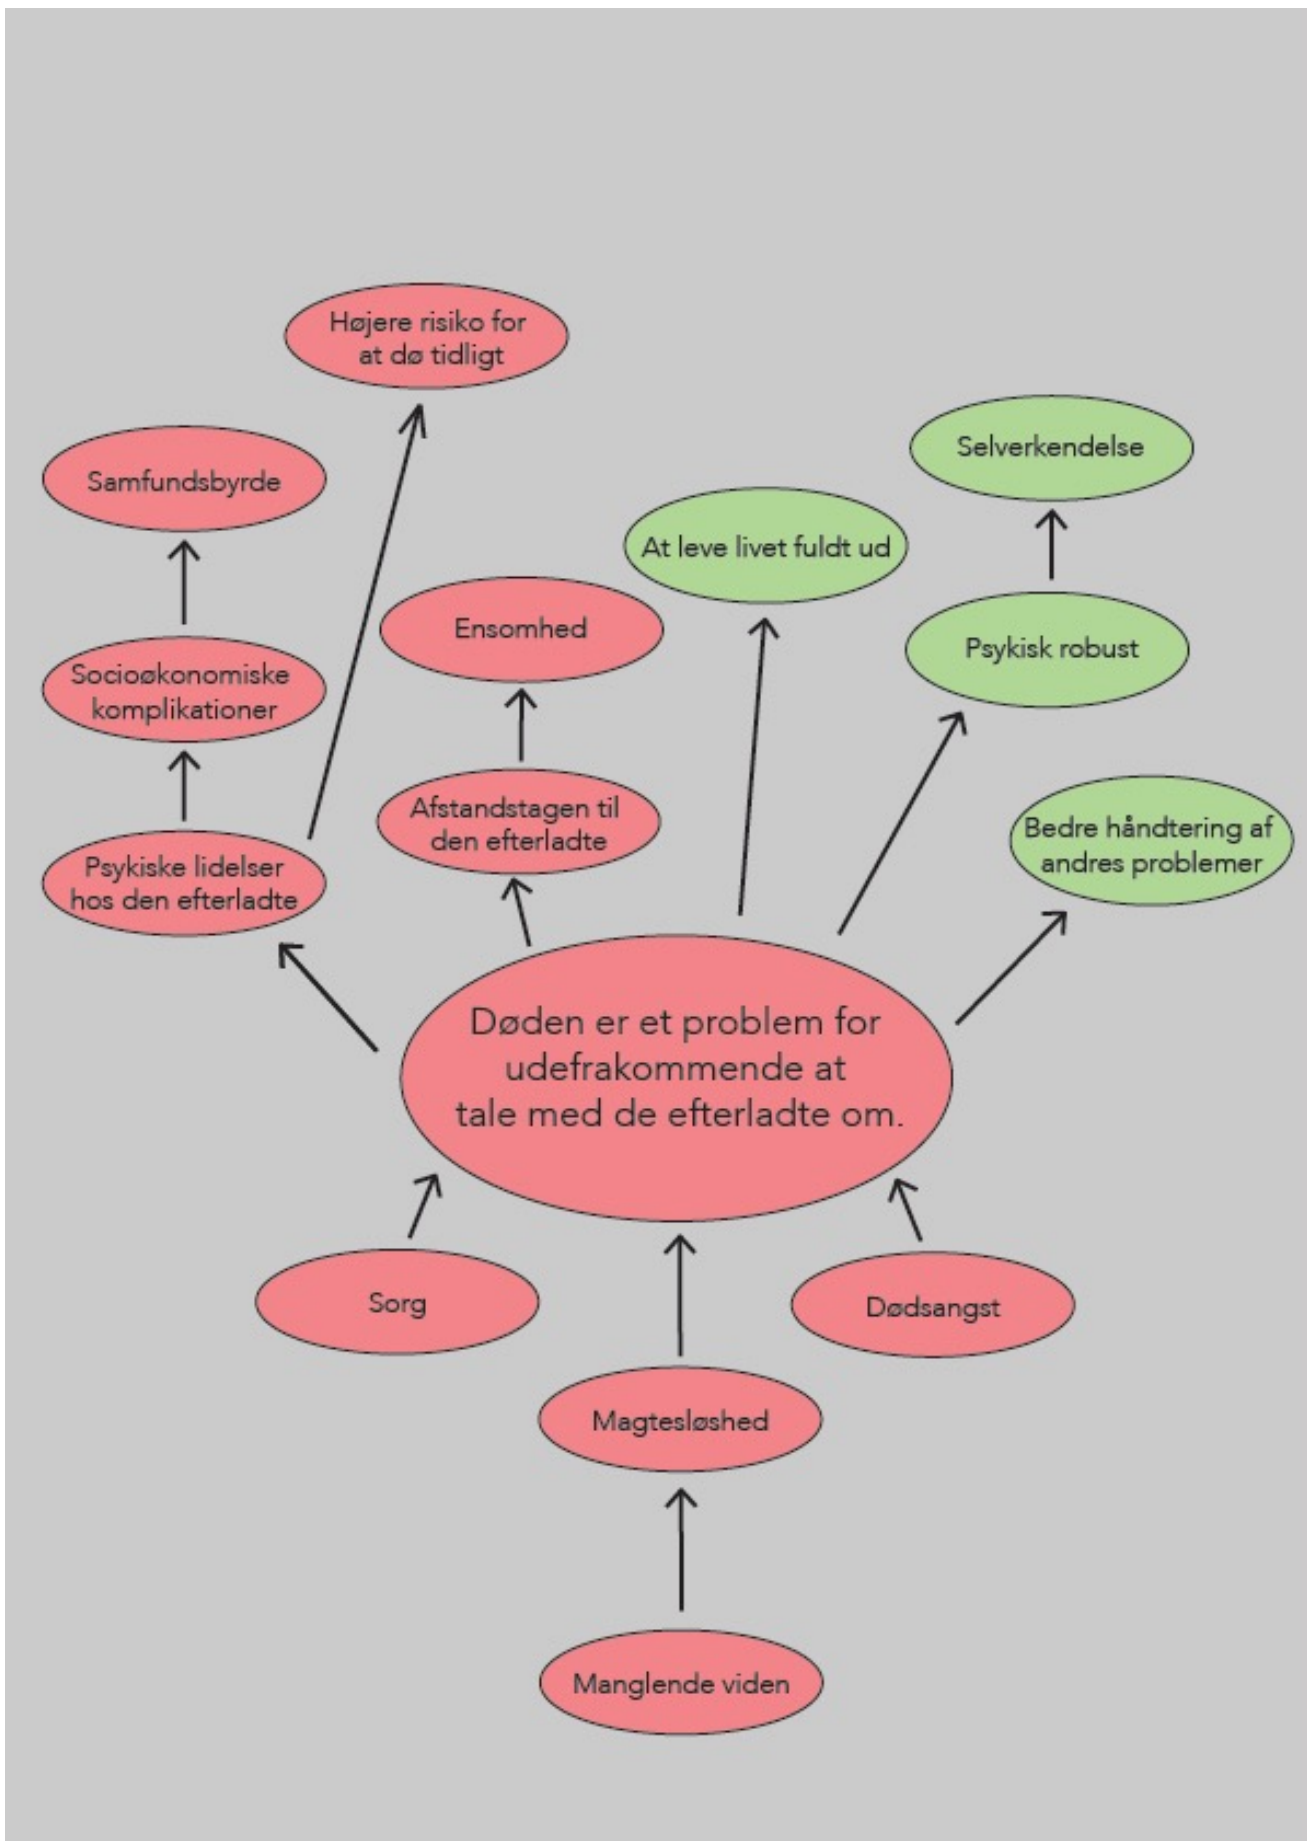 Højere risiko for
at dø tidligt
Selverkendelse
Samfundsbyrde
At leve livet fuldt ud
Ensomhed
Psykisk robust
Socioøkonomiske
komplikationer
Afstandstagen til
den efterladte
Bedre håndtering af
andres problemer
Psykiske lidelser
hos den efterladte
Døden er et problem for
udefrakommende at
tale med de efterladte om.
Sorg
Dødsangst
Magtesløshed
Manglende viden